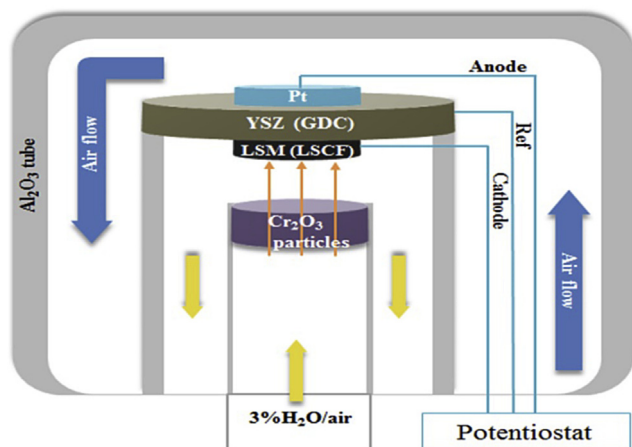 Anode
Pt
YSZ (GDC)
LSM (LSCF)
Ref
Cathode
Air flow
Al₂O₃ tube
Cr₂O₃
particles
Air flow
3%H₂O/air
Potentiostat